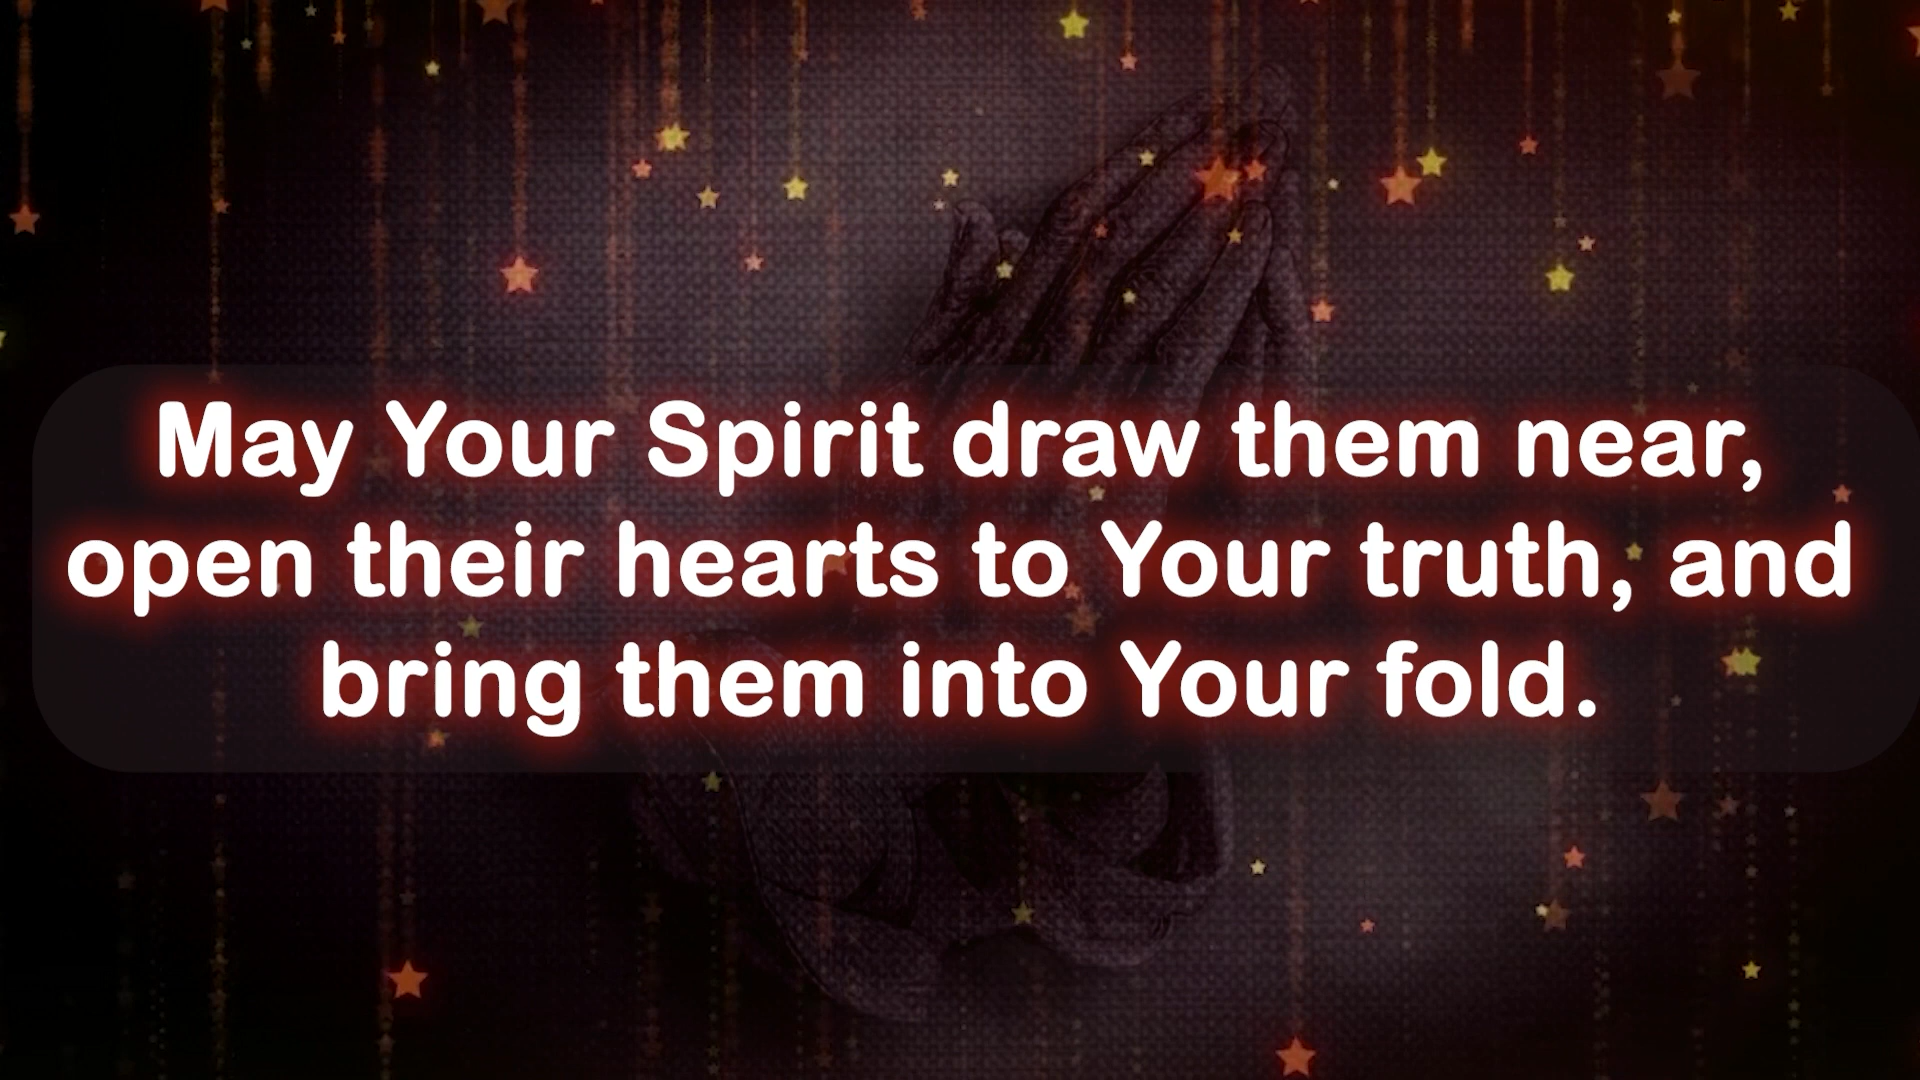 May Your Spirit draw them near,
open their hearts to Your truth, and
bring them into Your fold.